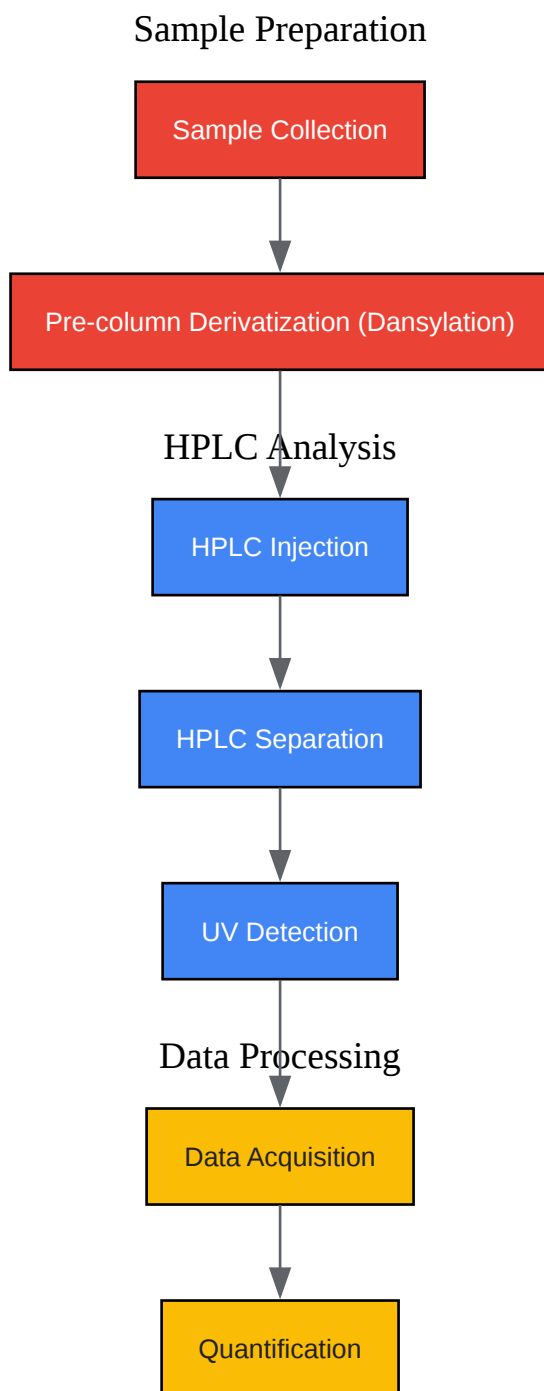 Sample Preparation
Sample Collection
Pre-column Derivatization (Dansylation)
HPLC Analysis
HPLC Injection
HPLC Separation
UV Detection
Data Processing
Data Acquisition
Quantification